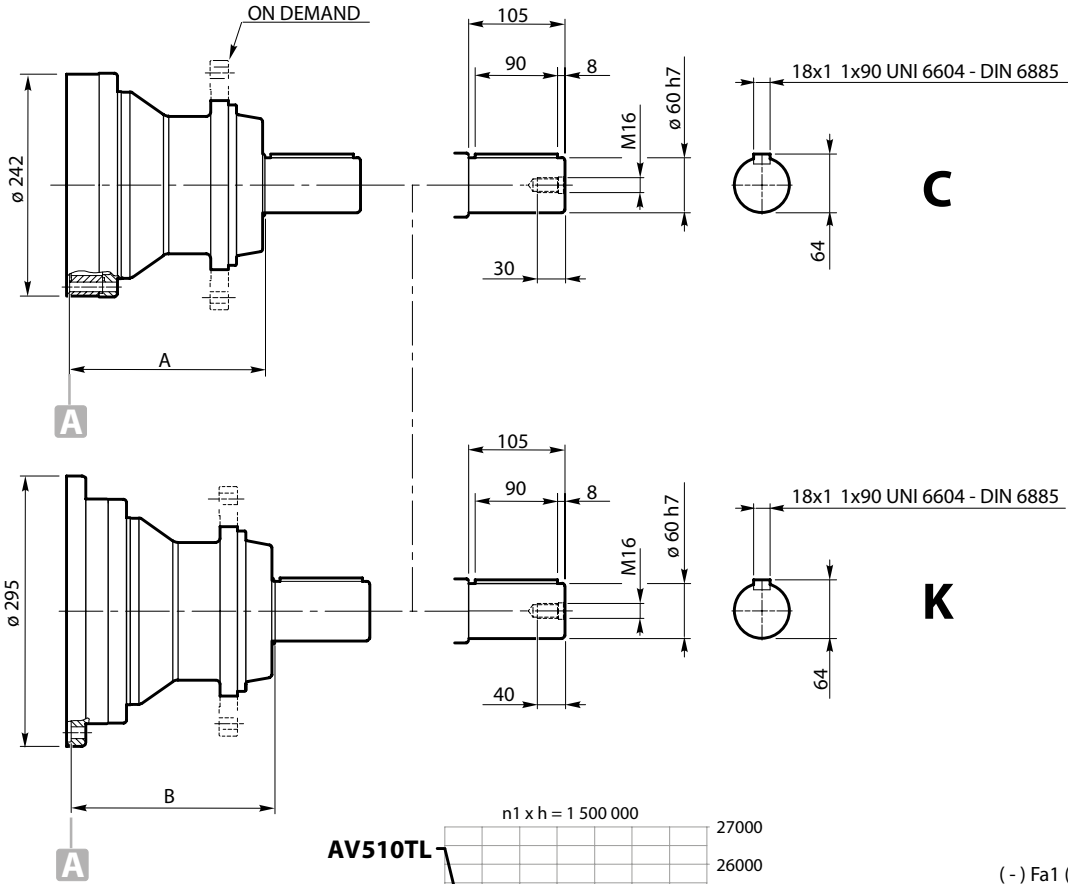 ON DEMAND
105
90
8
18x1 1x90 UNI 6604 - DIN 6885
ø 242
M16
ø 60 h7
C
64
30
A
A
105
90
8
18x1 1x90 UNI 6604 - DIN 6885
ø 295
M16
ø 60 h7
K
64
40
B
A
n1 x h = 1 500 000
27000
AV510TL
26000
( - ) Fa1 (